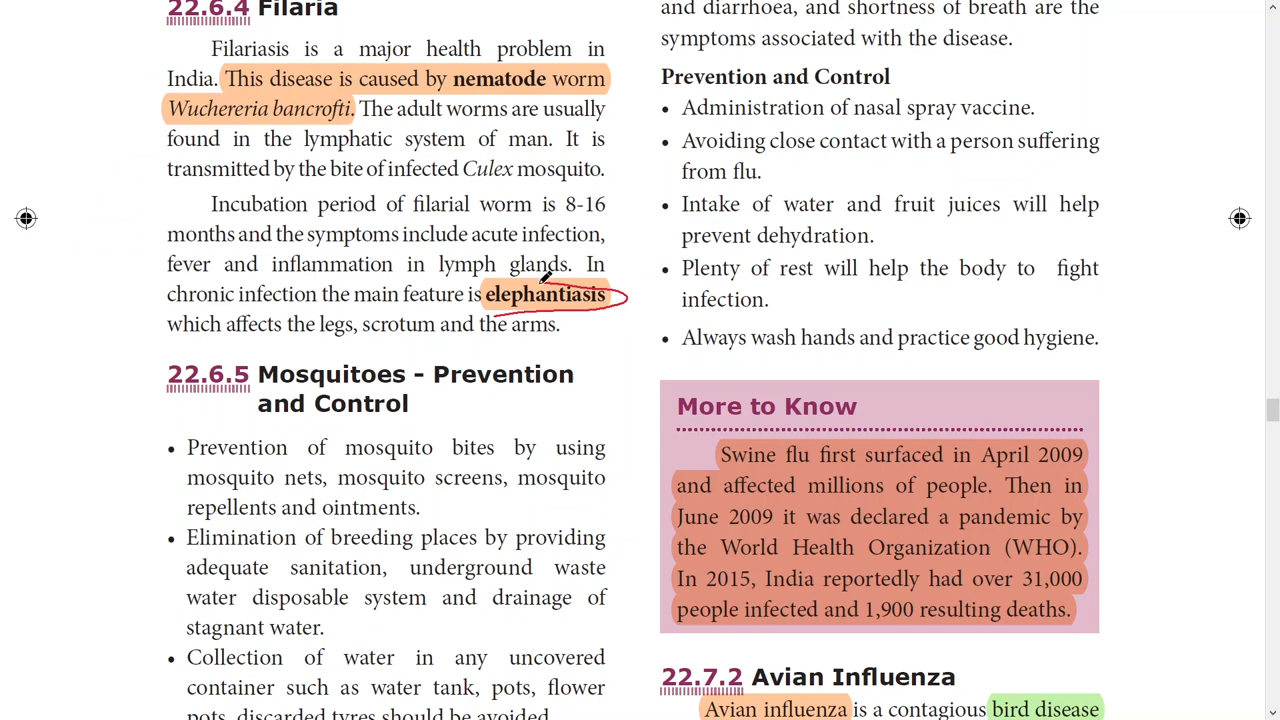 22.6.4 Filaria
Filariasis is a major health problem in
India. This disease is caused by nematode worm
Wuchereria bancrofti. The adult worms are usually
found in the lymphatic system of man. It is
transmitted by the bite of infected Culex mosquito.
Incubation period of filarial worm is 8-16
months and the symptoms include acute infection,
fever and inflammation in lymph glands. In
chronic infection the main feature is elephantiasis
which affects the legs, scrotum and the arms.
22.6.5 Mosquitoes - Prevention
and Control
• Prevention of mosquito bites by using
mosquito nets, mosquito screens, mosquito
repellents and ointments.
• Elimination of breeding places by providing
adequate sanitation, underground waste
water disposable system and drainage of
stagnant water.
• Collection of water in any uncovered
container such as water tank, pots, flower
pots, discarded tyres should be avoided.
and diarrhoea, and shortness of breath are the
symptoms associated with the disease.
Prevention and Control
• Administration of nasal spray vaccine.
• Avoiding close contact with a person suffering
from flu.
• Intake of water and fruit juices will help
prevent dehydration.
• Plenty of rest will help the body to fight
infection.
• Always wash hands and practice good hygiene.
More to Know
Swine flu first surfaced in April 2009
and affected millions of people. Then in
June 2009 it was declared a pandemic by
the World Health Organization (WHO).
In 2015, India reportedly had over 31,000
people infected and 1,900 resulting deaths.
22.7.2 Avian Influenza
Avian influenza is a contagious bird disease